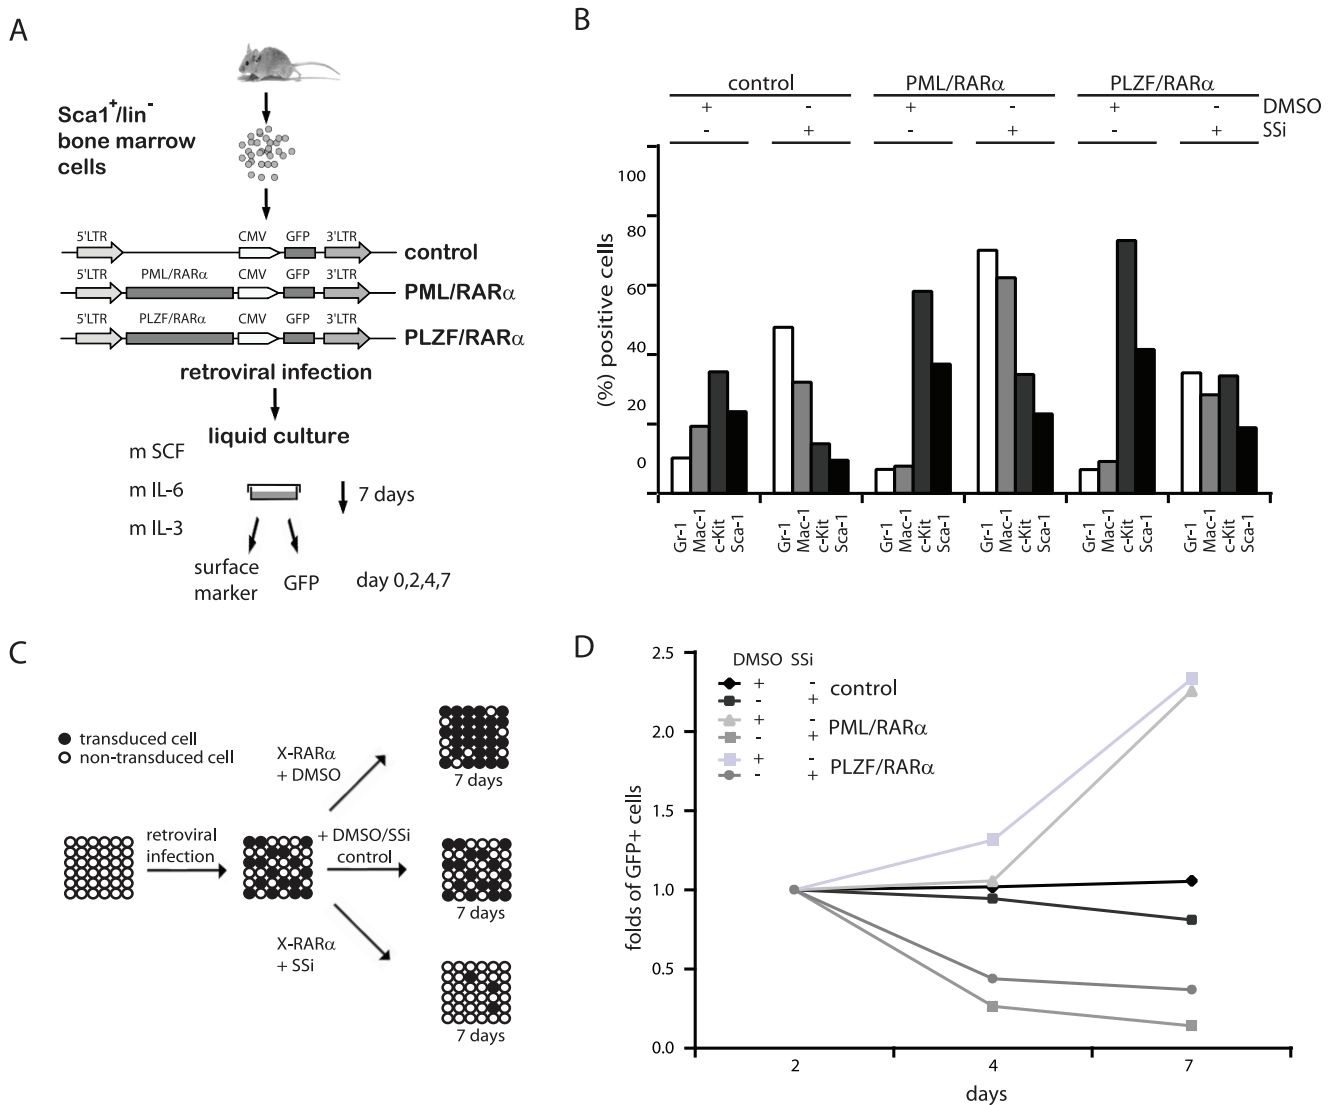 A
Sca1+/lin-
bone marrow
cells
5'LTR CMV GFP 3'LTR
control
5'LTR PML/RARα CMV GFP 3'LTR
PML/RARα
5'LTR PLZF/RARα CMV GFP 3'LTR
PLZF/RARα
retroviral infection
liquid culture
m SCF
m IL-6
m IL-3
7 days
surface
marker
GFP
day 0,2,4,7
B
control PML/RARα PLZF/RARα
+ - + - + - DMSO
- + - + - + SSi
(%) positive cells
100
80
60
40
20
0
Gr-1 Mac-1 c-Kit Sca-1 Gr-1 Mac-1 c-Kit Sca-1 Gr-1 Mac-1 c-Kit Sca-1 Gr-1 Mac-1 c-Kit Sca-1 Gr-1 Mac-1 c-Kit Sca-1 Gr-1 Mac-1 c-Kit Sca-1
C
transduced cell
non-transduced cell
retroviral
infection
X-RARα
+ DMSO
7 days
+ DMSO/SSi
control
7 days
X-RARα
+ SSi
7 days
D
DMSO SSi
+ -
control
- +
+ -
PML/RARα
- +
+ -
PLZF/RARα
- +
folds of GFP+ cells
2.5
2.0
1.5
1.0
0.5
0.0
2 4 7
days